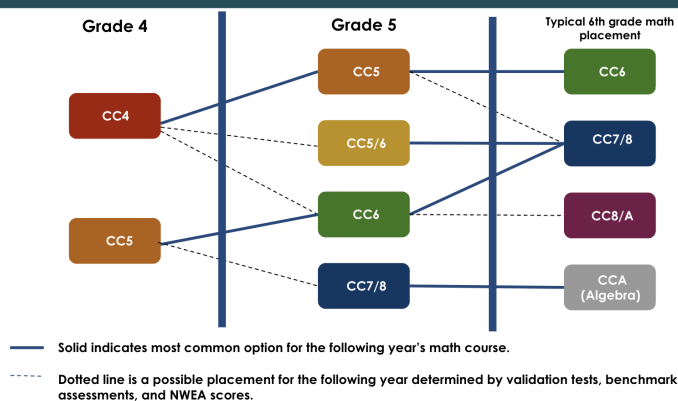 Grade 4
Grade 5
Typical 6th grade math
placement
CC4
CC5
CC5
CC5/6
CC6
CC7/8
CC6
CC7/8
CC8/A
CCA
(Algebra)
Solid indicates most common option for the following year's math course.
Dotted line is a possible placement for the following year determined by validation tests, benchmark
assessments, and NWEA scores.